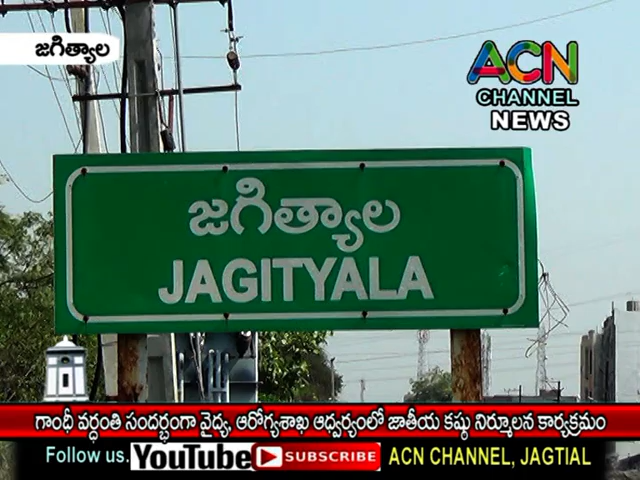 జగిత్యాల
ACN
CHANNEL
NEWS
జగిత్యాల
JAGITYALA
గాంధీ వర్ధంతి సందర్భంగా వైద్య, ఆరోగ్యశాఖ ఆద్వర్యంలో జాతీయ కుష్ఠు నిర్మూలన కార్యక్రమం
Follow us. YouTube SUBSCRIBE ACN CHANNEL, JAGTIAL